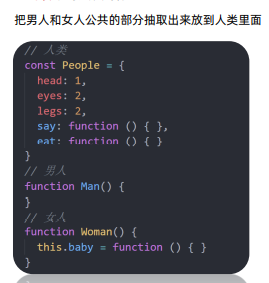 把男人和女人公共的部分抽取出来放到人类里面
// 人类
const People = {
head: 1,
eyes: 2,
legs: 2,
say: function () { },
eat: function () { }
}
// 男人
function Man() {
}
// 女人
function Woman() {
this.baby = function () { }
}